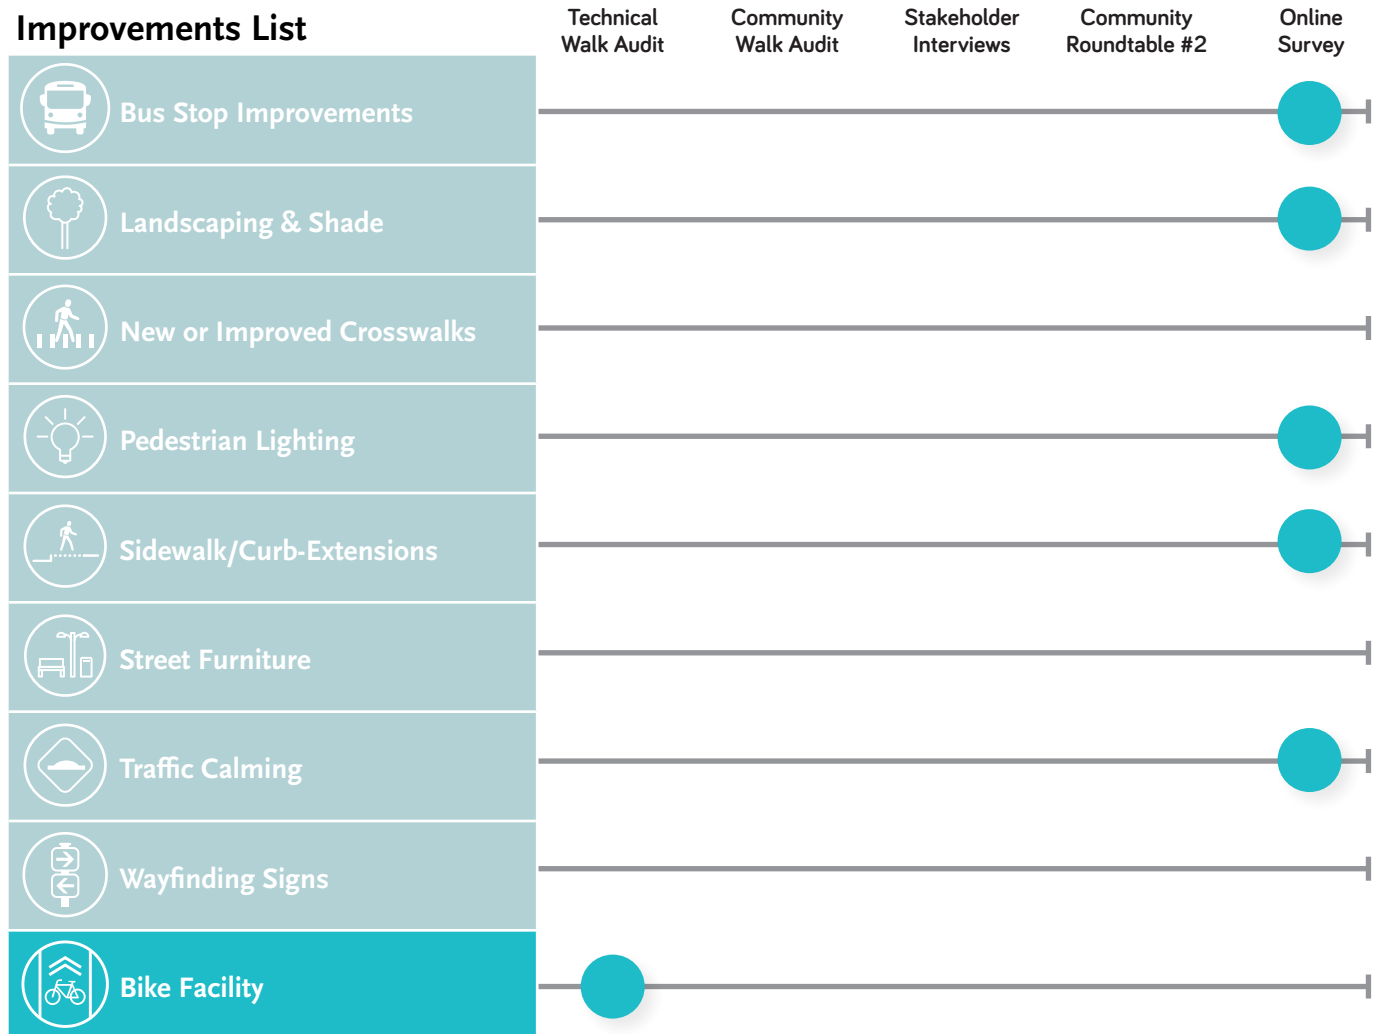 Improvements List
Technical
Walk Audit
Community
Walk Audit
Stakeholder
Interviews
Community
Roundtable #2
Online
Survey
Bus Stop Improvements
Landscaping & Shade
New or Improved Crosswalks
Pedestrian Lighting
Sidewalk/Curb-Extensions
Street Furniture
Traffic Calming
Wayfinding Signs
Bike Facility